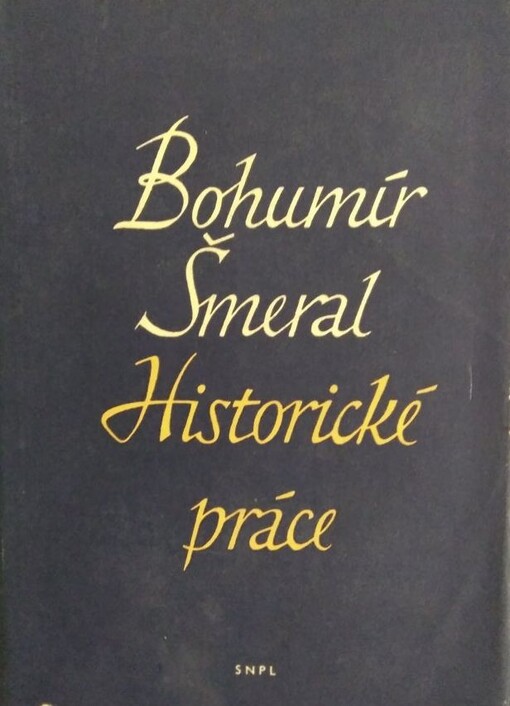 Bohumír
Šmeral
Historické
práce
SNPL